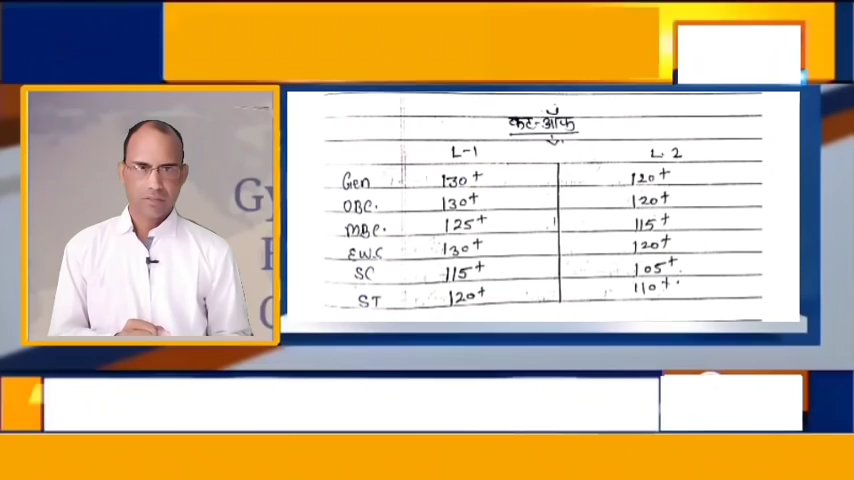 कट-ऑफ
L-1 L-2
Gen 130+ 120+
OBC. 130+ 120+
MBC. 125+ 115+
EWC 130+ 120+
SC 115+ 105+
ST 120+ 110+